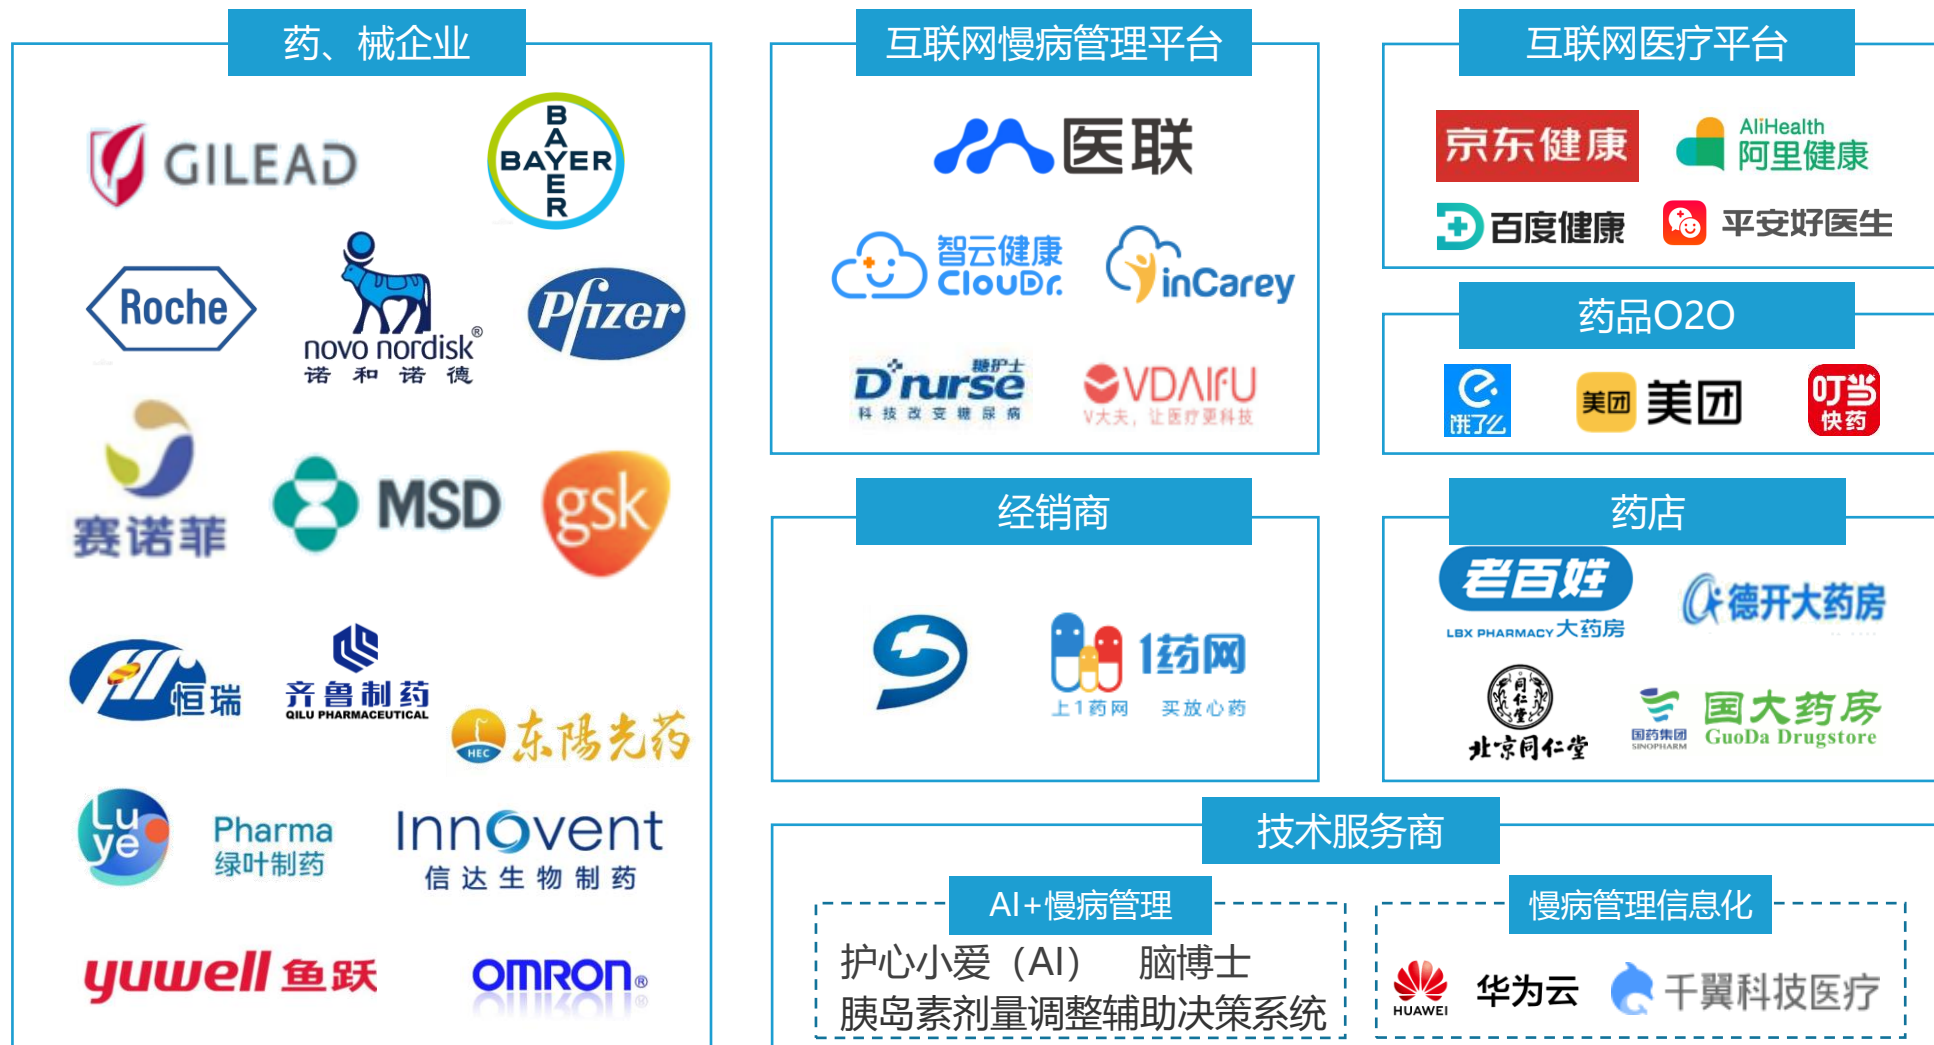 药、械企业
GILEAD
BAYER
BAYER
Roche
novo nordisk®
诺和诺德
Pfizer
赛诺菲
MSD
gsk
恒瑞
齐鲁制药
QILU PHARMACEUTICAL
HEC
东陽光药
Luye
Pharma
绿叶制药
Innovent
信达生物制药
yuwell 鱼跃
OMRON®
互联网慢病管理平台
医联
智云健康
ClouDr.
inCarey
D'nurse 糖护士
科技改变糖尿病
VDAIFU
V大夫，让医疗更科技
互联网医疗平台
京东健康
AliHealth
阿里健康
百度健康
平安好医生
药品O2O
饿了么
美团 美团
叮当
快药
经销商
1药网
上1药网 买放心药
药店
老百姓
LBX PHARMACY 大药房
德开大药房
同仁堂
北京同仁堂
国药集团
SINOPHARM
国大药房
GuoDa Drugstore
技术服务商
AI+慢病管理
护心小爱（AI） 脑博士
胰岛素剂量调整辅助决策系统
慢病管理信息化
HUAWEI
华为云
千翼科技医疗